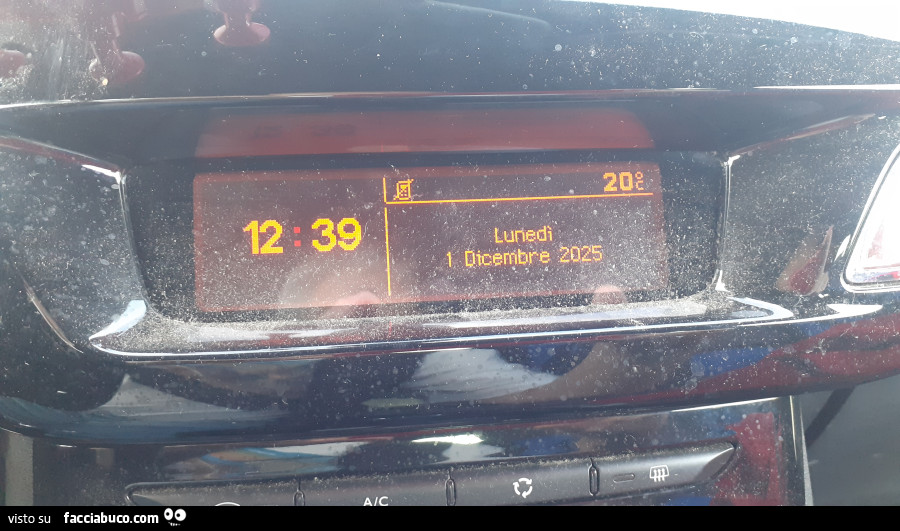 20°C
12:39
Lunedì
1 Dicembre 2025
A/C
visto su facciabuco.com